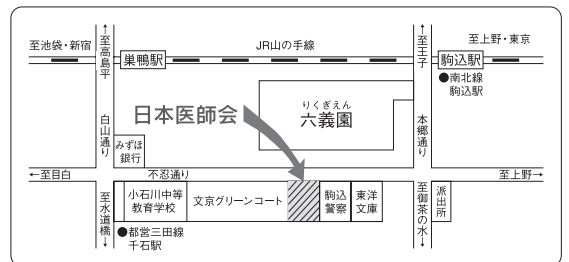 至池袋・新宿
←至高島平
巣鴨駅
JR山の手線
←至王子
駒込駅
至上野・東京
●南北線
駒込駅
日本医師会
りくぎえん
六義園
白山通り
みずほ
銀行
本郷通り
←至目白
不忍通り
至上野→
至水道橋→
小石川中等
教育学校
文京グリーンコート
駒込
警察
東洋
文庫
至御茶の水→
派出所
●都営三田線
千石駅